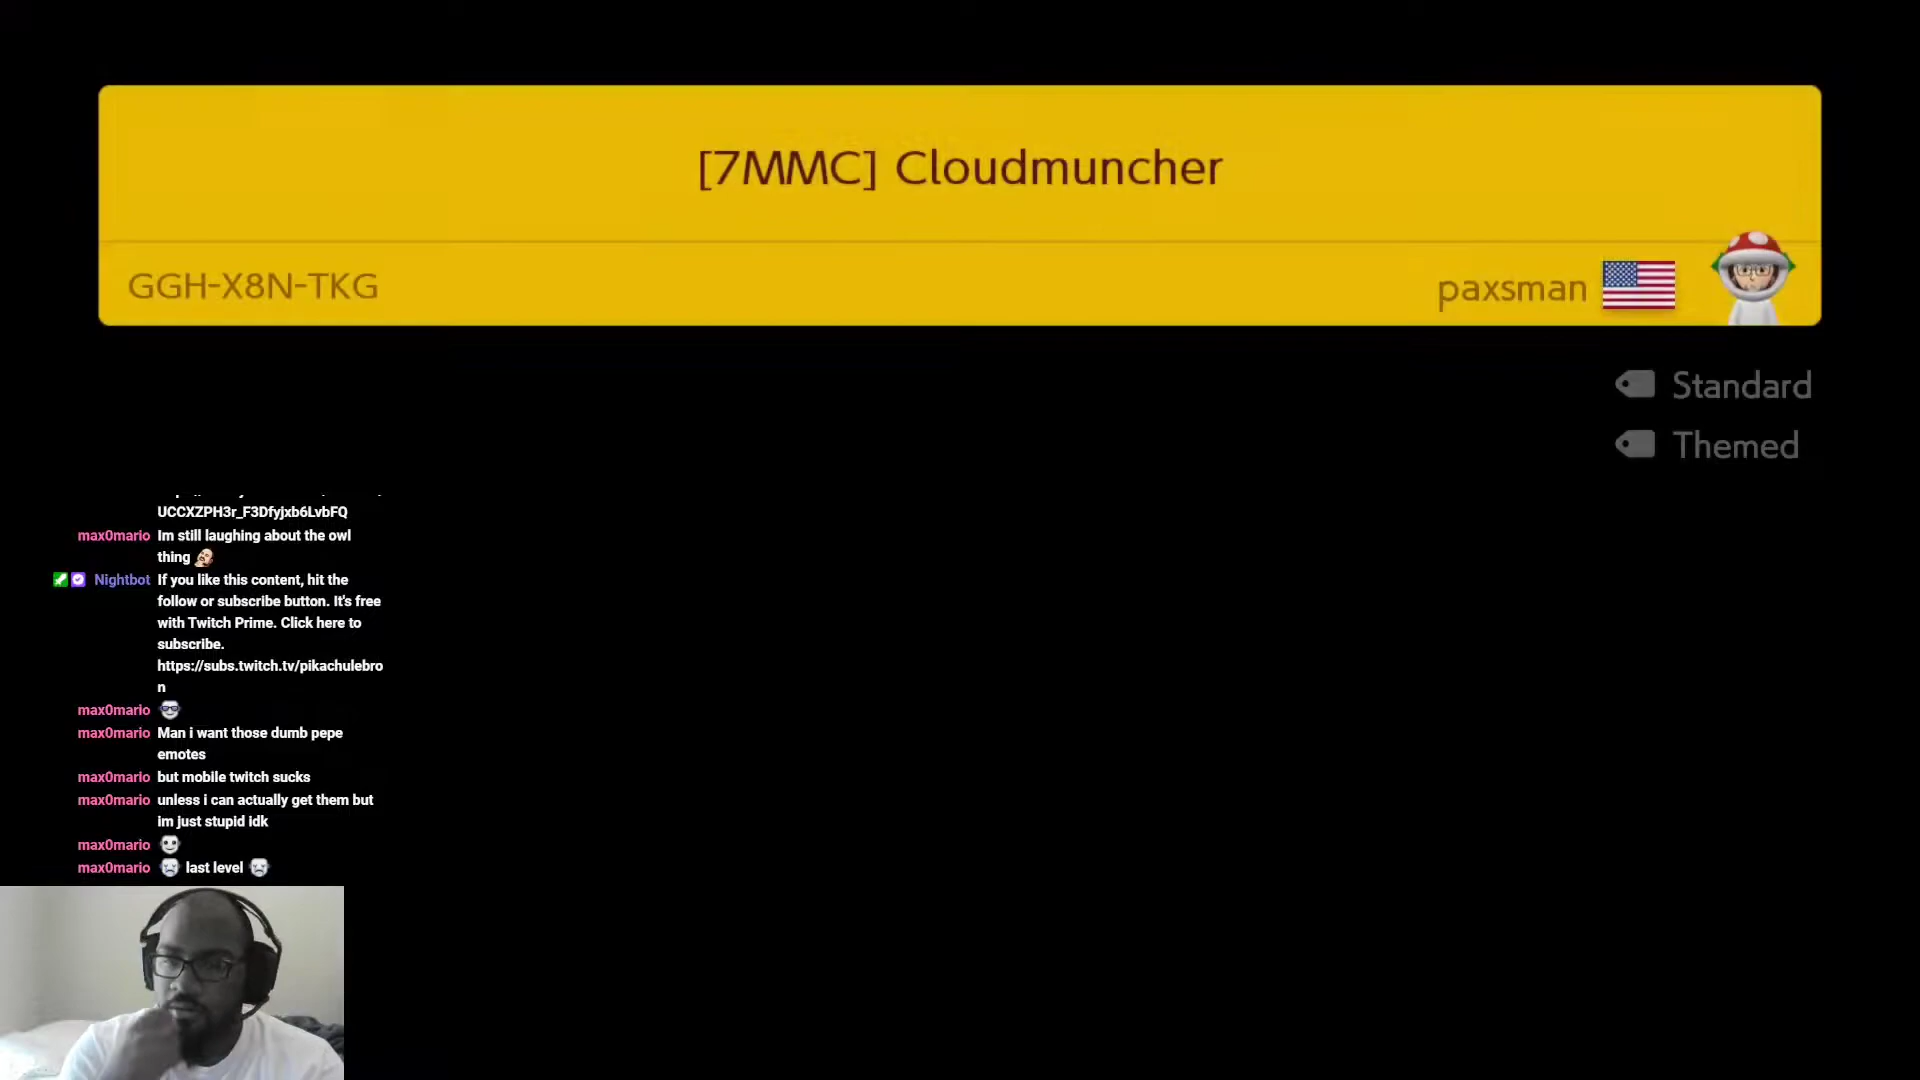 [7MMC] Cloudmuncher
GGH-X8N-TKG
paxsman
Standard
Themed
UCCXZPH3r_F3Dfyjxb6LvbFQ
max0mario Im still laughing about the owl
thing
Nightbot If you like this content, hit the
follow or subscribe button. It's free
with Twitch Prime. Click here to
subscribe.
https://subs.twitch.tv/pikachulebro
n
max0mario
max0mario Man i want those dumb pepe
emotes
max0mario but mobile twitch sucks
max0mario unless i can actually get them but
im just stupid idk
max0mario
max0mario last level